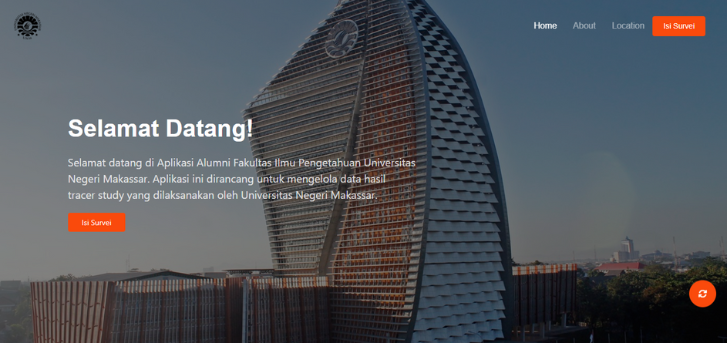 Home About Location Isi Survei
Selamat Datang!
Selamat datang di Aplikasi Alumni Fakultas Ilmu Pengetahuan Universitas
Negeri Makassar. Aplikasi ini dirancang untuk mengelola data hasil
tracer study yang dilaksanakan oleh Universitas Negeri Makassar.
Isi Survei